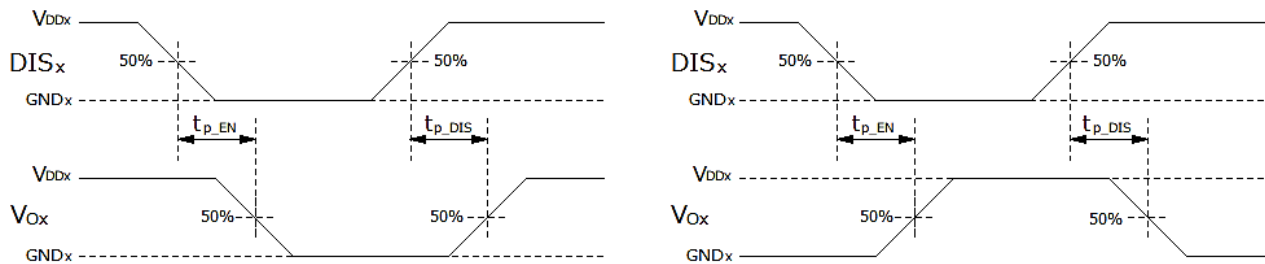 VDDx
DISx
50%
50%
GNDx
tp_EN
tp_DIS
VDDx
VOx
50%
50%
GNDx
VDDx
DISx
50%
50%
GNDx
tp_EN
tp_DIS
VDDx
VOx
50%
50%
GNDx